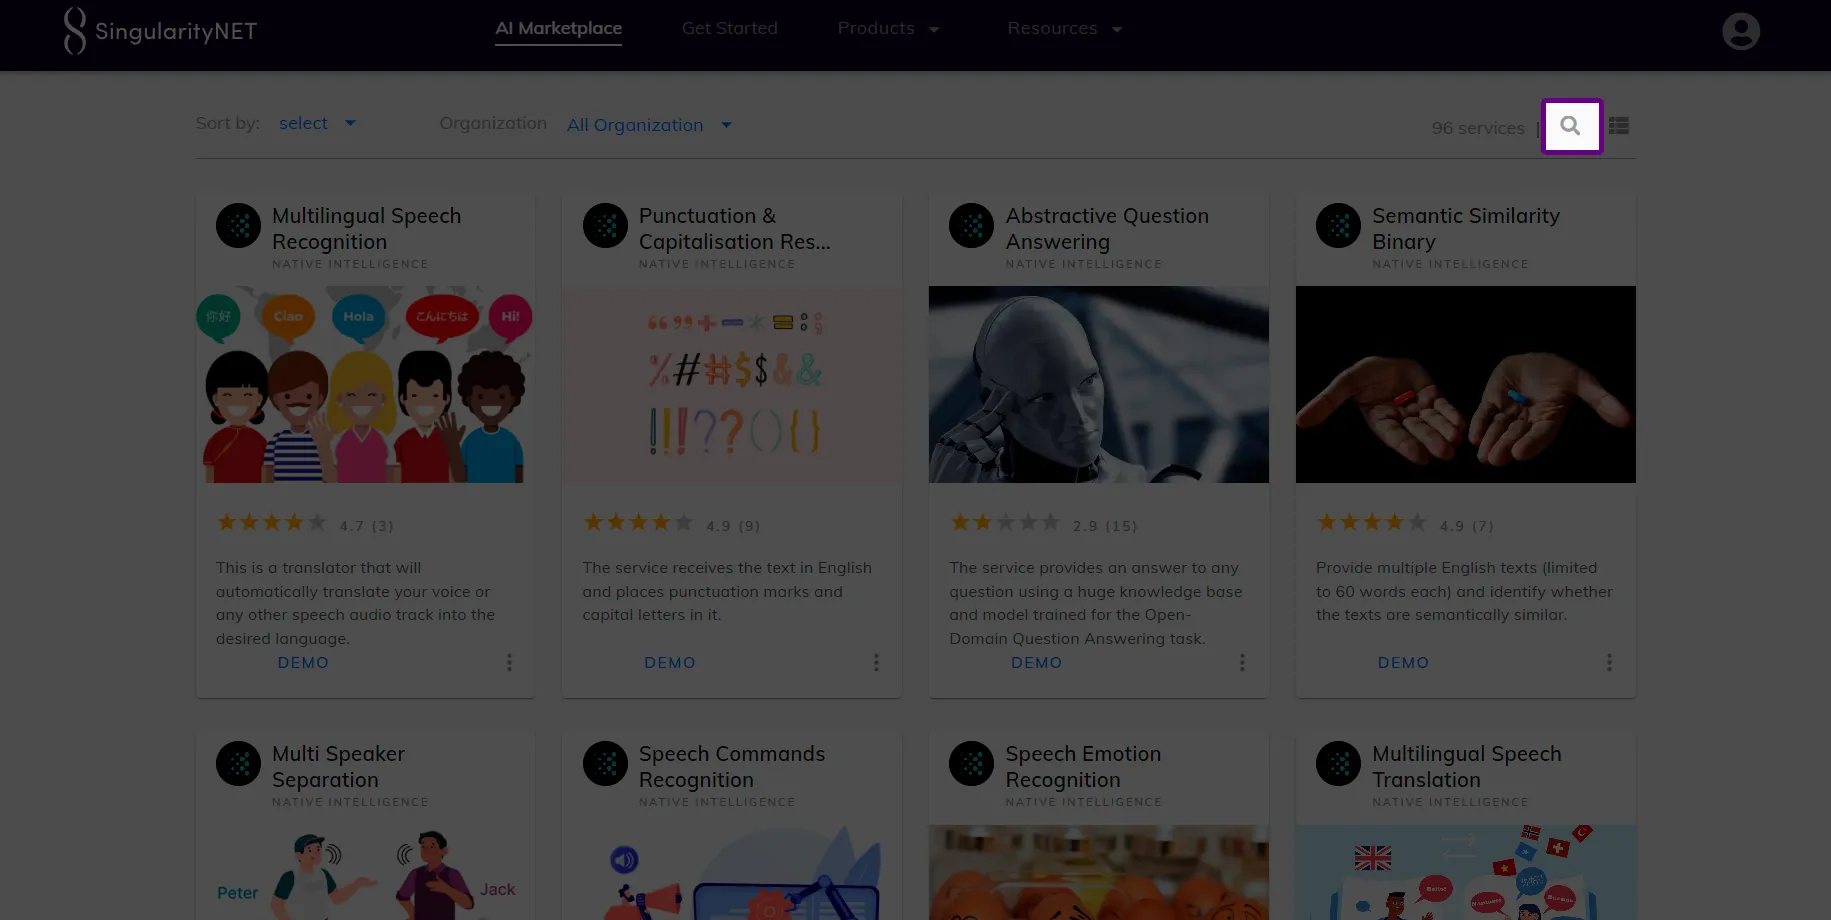 SingularityNET
AI Marketplace
Get Started
Products
Resources
Sort by:
select
Organization
All Organization
96 services
|
Multilingual Speech
Recognition
NATIVE INTELLIGENCE
Punctuation &
Capitalisation Res...
NATIVE INTELLIGENCE
Abstractive Question
Answering
NATIVE INTELLIGENCE
Semantic Similarity
Binary
NATIVE INTELLIGENCE
你好
Ciao
Hola
こんにちは
Hi!
“ ” + − * = : ;
% # # $ $ & &
! ! ! ? ? ( ) { }
4.7 (3)
4.9 (9)
2.9 (15)
4.9 (7)
This is a translator that will
automatically translate your voice or
any other speech audio track into the
desired language.
DEMO
The service receives the text in English
and places punctuation marks and
capital letters in it.
DEMO
The service provides an answer to any
question using a huge knowledge base
and model trained for the Open-
Domain Question Answering task.
DEMO
Provide multiple English texts (limited
to 60 words each) and identify whether
the texts are semantically similar.
DEMO
Multi Speaker
Separation
NATIVE INTELLIGENCE
Speech Commands
Recognition
NATIVE INTELLIGENCE
Speech Emotion
Recognition
NATIVE INTELLIGENCE
Multilingual Speech
Translation
NATIVE INTELLIGENCE
Peter
Jack